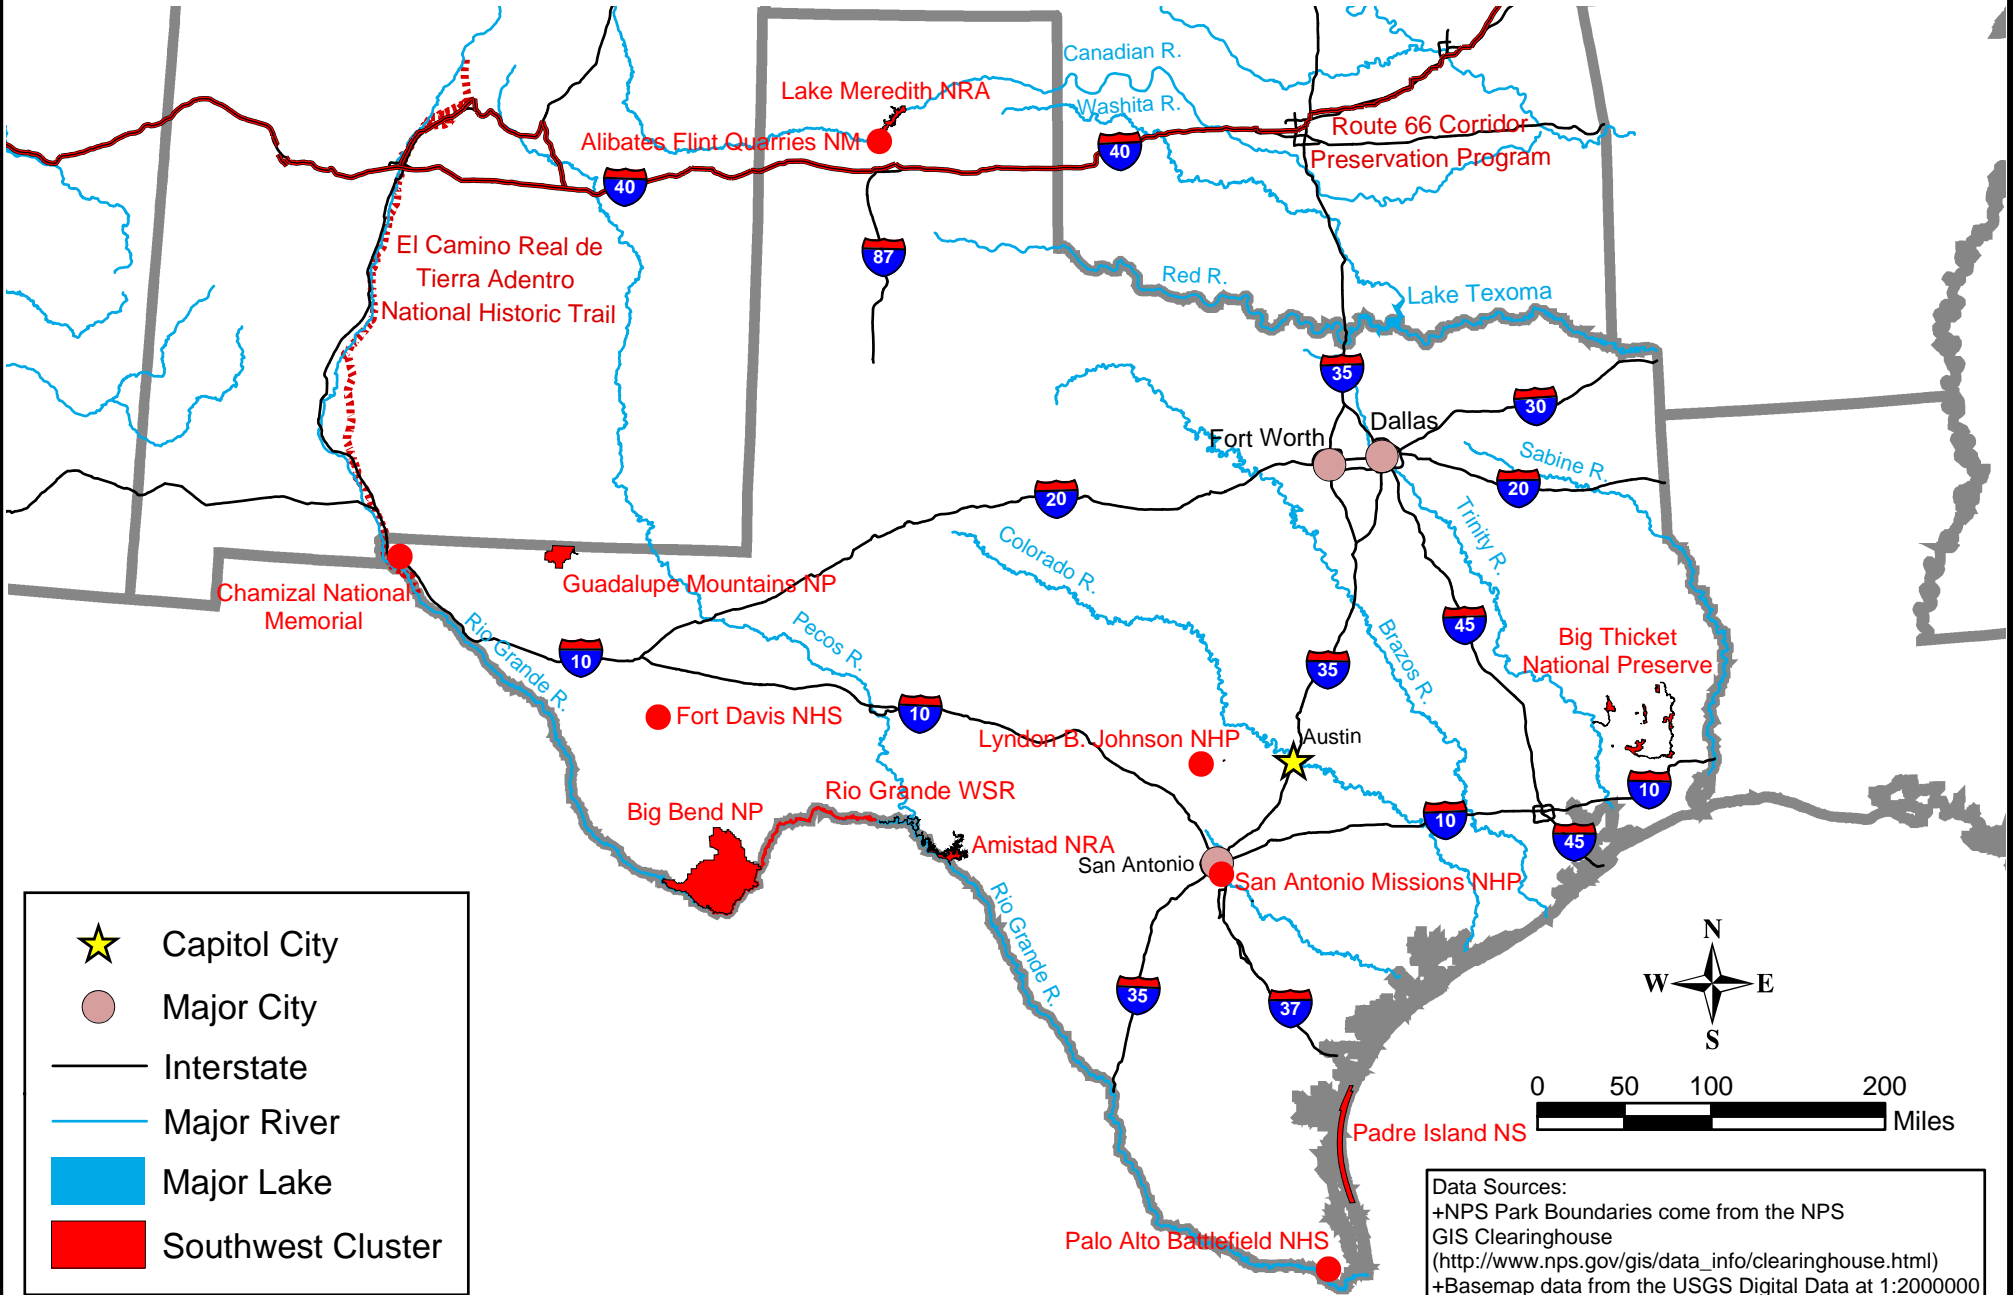 Canadian R.
Lake Meredith NRA
Washita R.
Alibates Flint Quarries NM
40
Route 66 Corridor
Preservation Program
40
87
El Camino Real de
Tierra Adentro
National Historic Trail
Red R.
Lake Texoma
35
30
Dallas
Fort Worth
Sabine R.
20
20
Trinity R.
Colorado R.
Guadalupe Mountains NP
Chamizal National
Memorial
Rio Grande R.
Pecos R.
Brazos R.
45
Big Thicket
National Preserve
10
35
10
Fort Davis NHS
Lyndon B. Johnson NHP
Austin
Rio Grande WSR
10
Big Bend NP
10
45
Amistad NRA
San Antonio
San Antonio Missions NHP
Rio Grande R.
35
37
Capitol City
Major City
Interstate
Major River
Major Lake
Southwest Cluster
N
W
E
S
0 50 100 200
Miles
Padre Island NS
Palo Alto Battlefield NHS
Data Sources:
+NPS Park Boundaries come from the NPS
GIS Clearinghouse
(http://www.nps.gov/gis/data_info/clearinghouse.html)
+Basemap data from the USGS Digital Data at 1:2000000